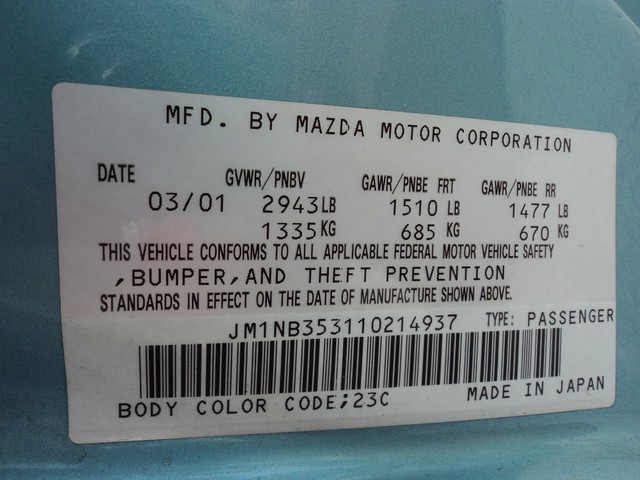 MFD. BY MAZDA MOTOR CORPORATION
DATE GVWR/PNBV GAWR/PNBE FRT GAWR/PNBE RR
03/01 2943LB 1510 LB 1477 LB
1335KG 685 KG 670 KG
THIS VEHICLE CONFORMS TO ALL APPLICABLE FEDERAL MOTOR VEHICLE SAFETY
,BUMPER,AND THEFT PREVENTION
STANDARDS IN EFFECT ON THE DATE OF MANUFACTURE SHOWN ABOVE.
JM1NB353110214937 TYPE: PASSENGER
BODY COLOR CODE;23C MADE IN JAPAN